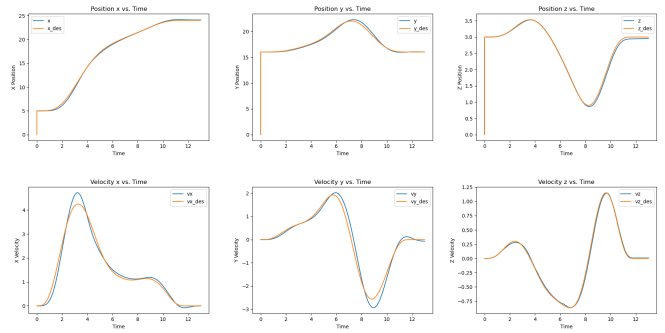 Position x vs. Time
Position y vs. Time
Position z vs. Time
X Position
25
20
15
10
5
0
x
x_des
0 2 4 6 8 10 12
Time
Y Position
20
15
10
5
0
y
y_des
0 2 4 6 8 10 12
Time
Z Position
3.5
3.0
2.5
2.0
1.5
1.0
0.5
0.0
z
z_des
0 2 4 6 8 10 12
Time
Velocity x vs. Time
Velocity y vs. Time
Velocity z vs. Time
X Velocity
4
3
2
1
0
vx
vx_des
0 2 4 6 8 10 12
Time
Y Velocity
2
1
0
−1
−2
−3
vy
vy_des
0 2 4 6 8 10 12
Time
Z Velocity
1.25
1.00
0.75
0.50
0.25
0.00
−0.25
−0.50
−0.75
vz
vz_des
0 2 4 6 8 10 12
Time